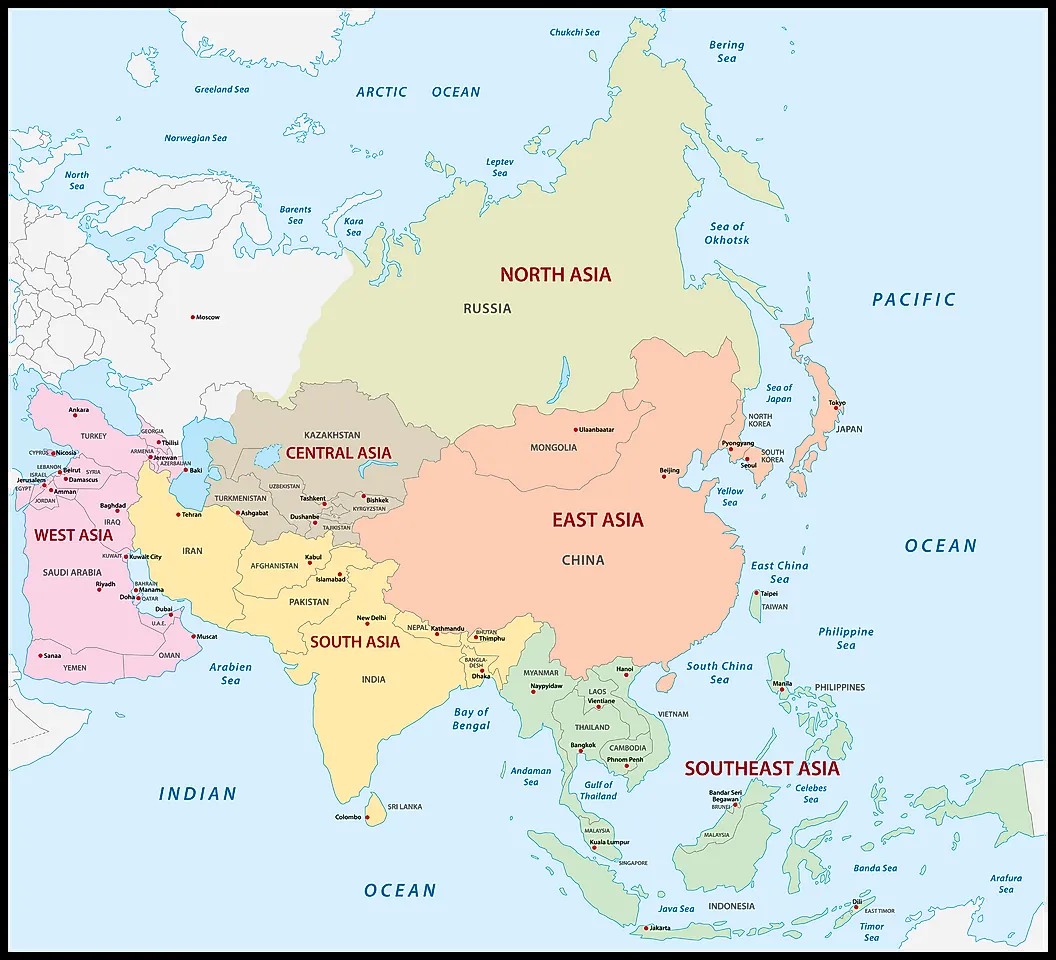 Chukchi Sea
Bering
Sea
Greeland Sea
ARCTIC OCEAN
Norwegian Sea
North
Sea
Leptev
Sea
Barents
Sea
Kara
Sea
Sea of
Okhotsk
NORTH ASIA
RUSSIA
PACIFIC
Moscow
Sea of
Japan
Ankara
TURKEY
GEORGIA
Tbilisi
ARMENIA
Jerewan
AZERBAIJAN
Baki
KAZAKHSTAN
CENTRAL ASIA
Ulaanbaatar
MONGOLIA
NORTH
KOREA
Pyongyang
SOUTH
KOREA
Seoul
Tokyo
JAPAN
CYPRUS
Nicosia
LEBANON
Beirut
SYRIA
ISRAEL
Damascus
Jerusalem
Amman
EGYPT
JORDAN
Baghdad
IRAQ
UZBEKISTAN
TURKMENISTAN
Tashkent
Bishkek
KYRGYZSTAN
Ashgabat
Dushanbe
TAJIKISTAN
Beijing
Yellow
Sea
WEST ASIA
Tehran
IRAN
EAST ASIA
CHINA
OCEAN
KUWAIT
Kuwait City
SAUDI ARABIA
Riyadh
BAHRAIN
Manama
Doha
QATAR
Dubai
U.A.E.
Muscat
OMAN
Sanaa
YEMEN
Kabul
AFGHANISTAN
Islamabad
PAKISTAN
New Delhi
SOUTH ASIA
NEPAL
Kathmandu
BHUTAN
Thimphu
INDIA
BANGLA-
DESH
Dhaka
East China
Sea
Taipei
TAIWAN
Philippine
Sea
Arabien
Sea
Bay of
Bengal
MYANMAR
Naypyidaw
Hanoi
LAOS
Vientiane
South China
Sea
Manila
PHILIPPINES
VIETNAM
THAILAND
Bangkok
CAMBODIA
Phnom Penh
SOUTHEAST ASIA
INDIAN
Andaman
Sea
Gulf of
Thailand
Bandar Seri
Begawan
BRUNEI
Celebes
Sea
SRI LANKA
Colombo
MALAYSIA
Kuala Lumpur
SINGAPORE
MALAYSIA
OCEAN
Banda Sea
Arafura
Sea
Java Sea
INDONESIA
Dili
EAST TIMOR
Jakarta
Timor
Sea